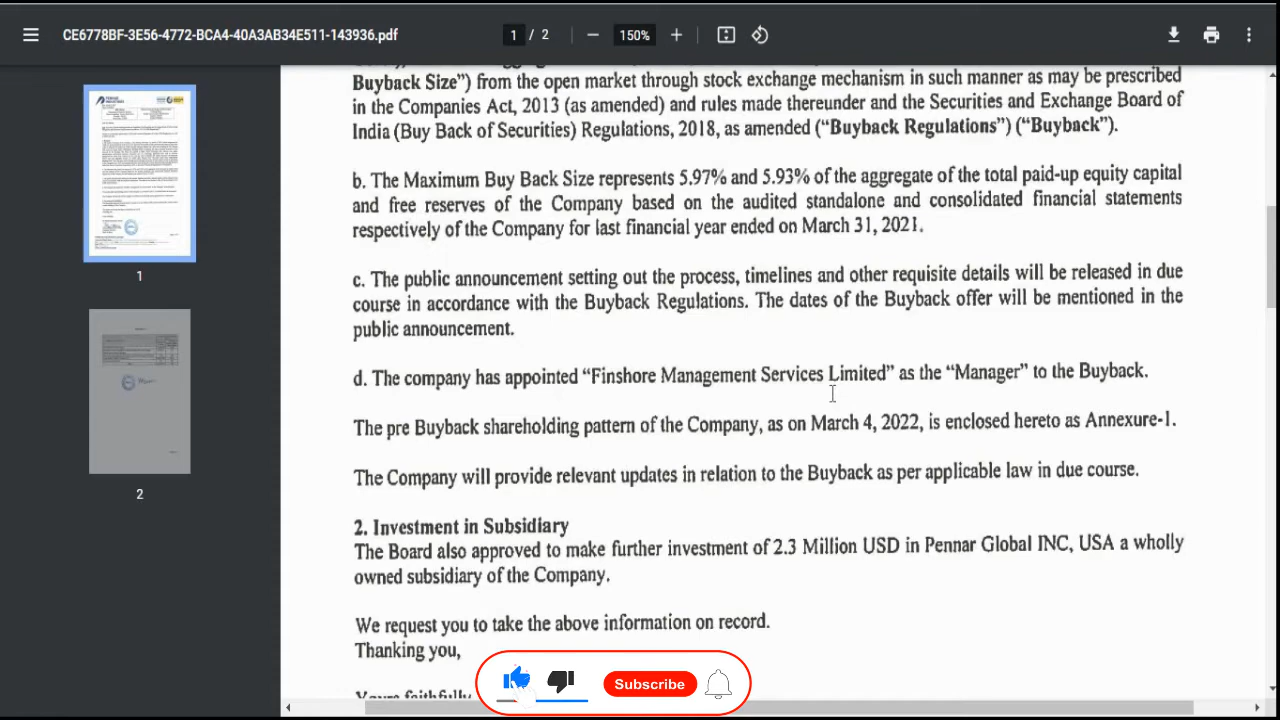 CE6778BF-3E56-4772-BCA4-40A3AB34E511-143936.pdf
1 / 2
150%
Buyback Size”) from the open market through stock exchange mechanism in such manner as may be prescribed
in the Companies Act, 2013 (as amended) and rules made thereunder and the Securities and Exchange Board of
India (Buy Back of Securities) Regulations, 2018, as amended (“Buyback Regulations”) (“Buyback”).
b. The Maximum Buy Back Size represents 5.97% and 5.93% of the aggregate of the total paid-up equity capital
and free reserves of the Company based on the audited standalone and consolidated financial statements
respectively of the Company for last financial year ended on March 31, 2021.
c. The public announcement setting out the process, timelines and other requisite details will be released in due
course in accordance with the Buyback Regulations. The dates of the Buyback offer will be mentioned in the
public announcement.
d. The company has appointed “Finshore Management Services Limited” as the “Manager” to the Buyback.
The pre Buyback shareholding pattern of the Company, as on March 4, 2022, is enclosed hereto as Annexure-1.
The Company will provide relevant updates in relation to the Buyback as per applicable law in due course.
2. Investment in Subsidiary
The Board also approved to make further investment of 2.3 Million USD in Pennar Global INC, USA a wholly
owned subsidiary of the Company.
We request you to take the above information on record.
Thanking you,
Yours faithfully
1
2
Subscribe